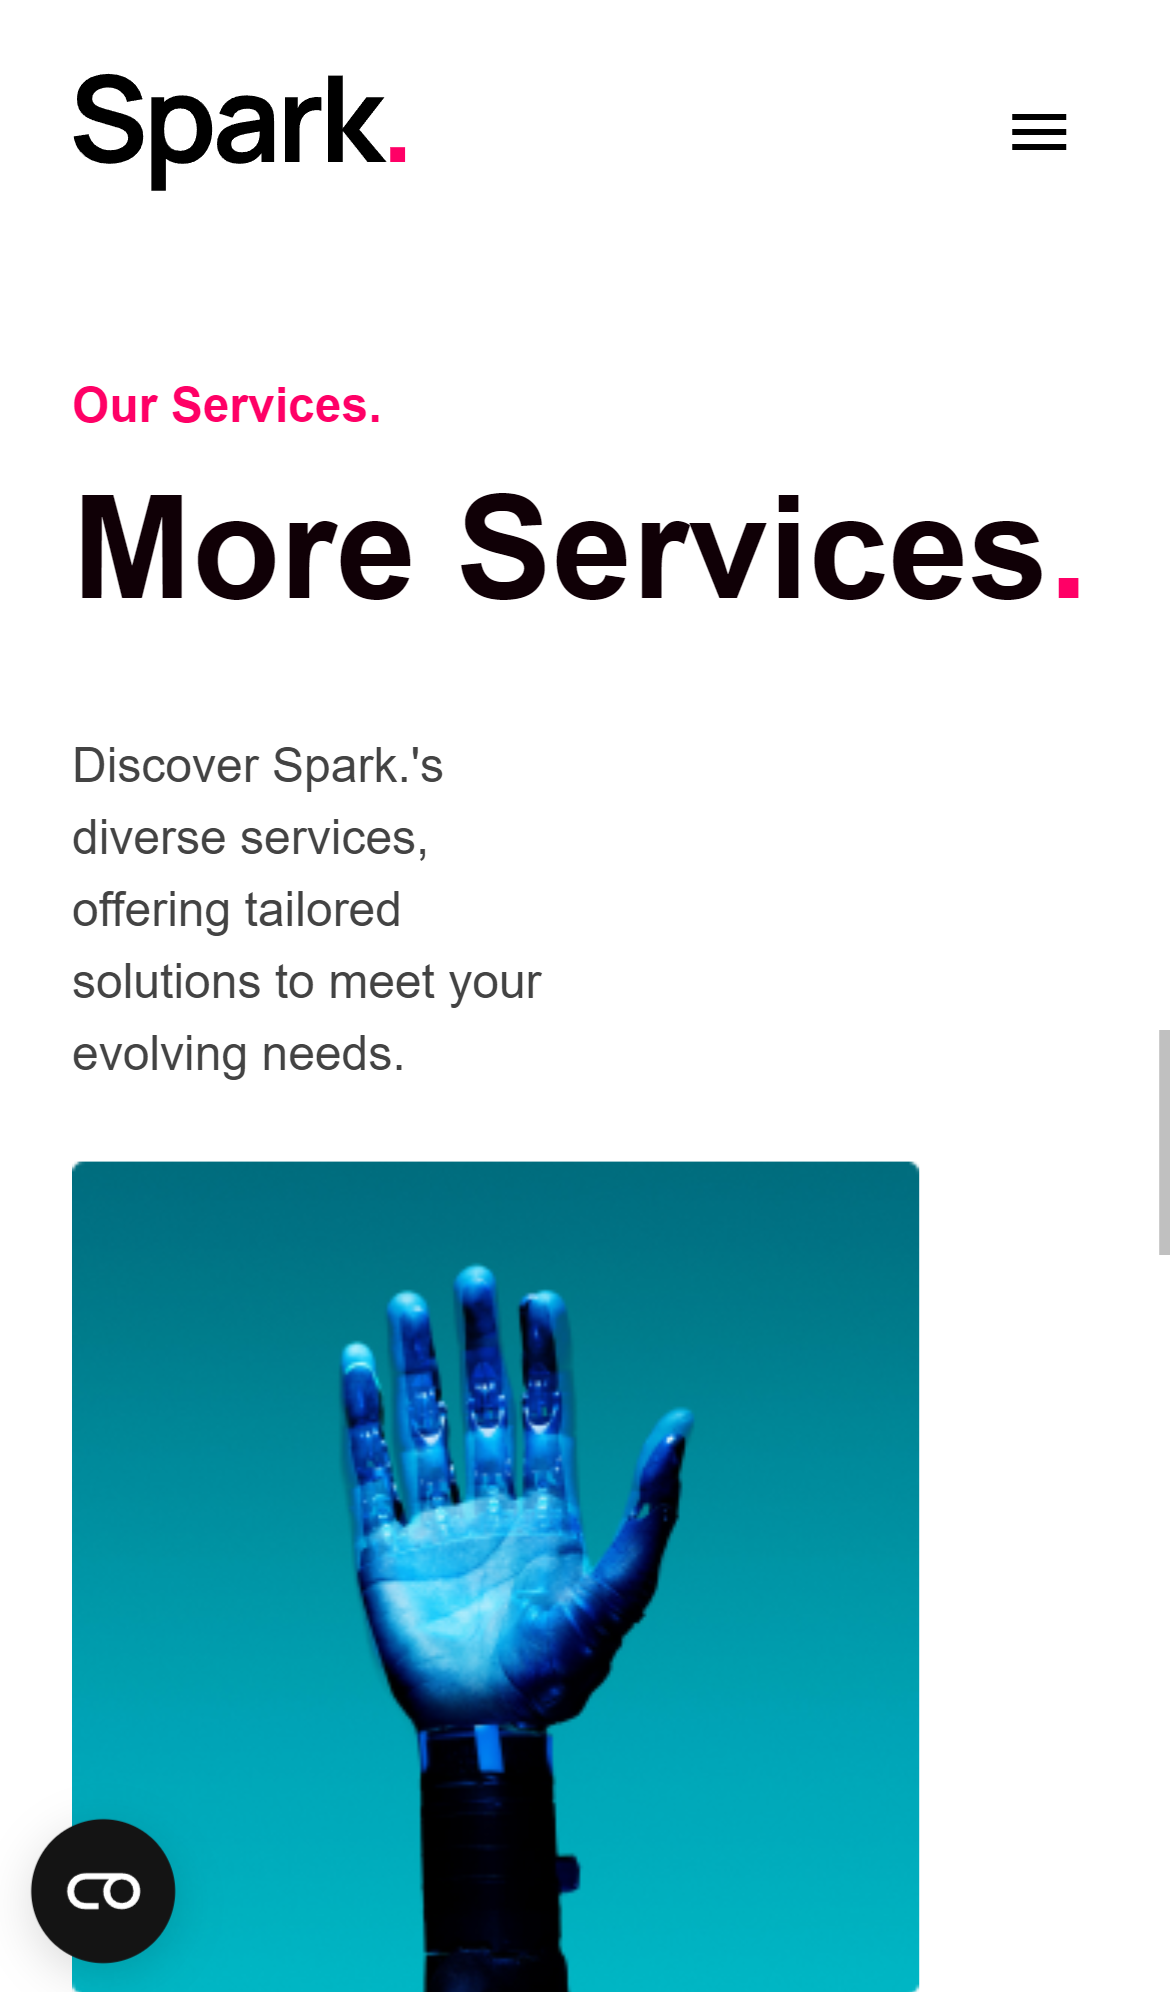 Spark.
Our Services.
More Services.
Discover Spark.'s
diverse services,
offering tailored
solutions to meet your
evolving needs.